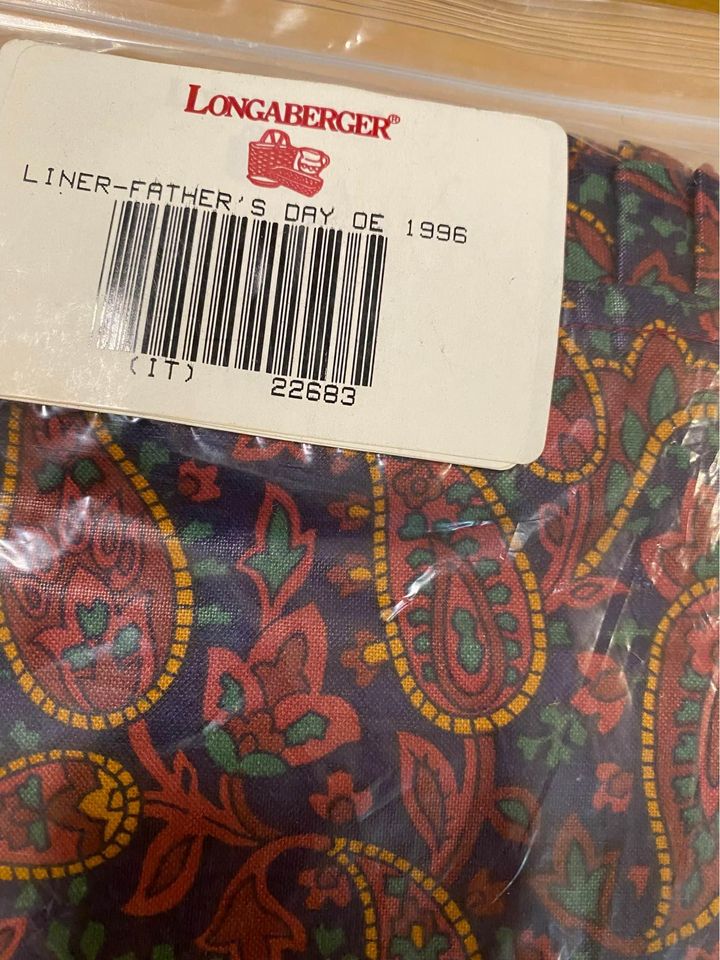 LONGABERGER®
LINER-FATHER'S DAY OE 1996
(IT) 22683